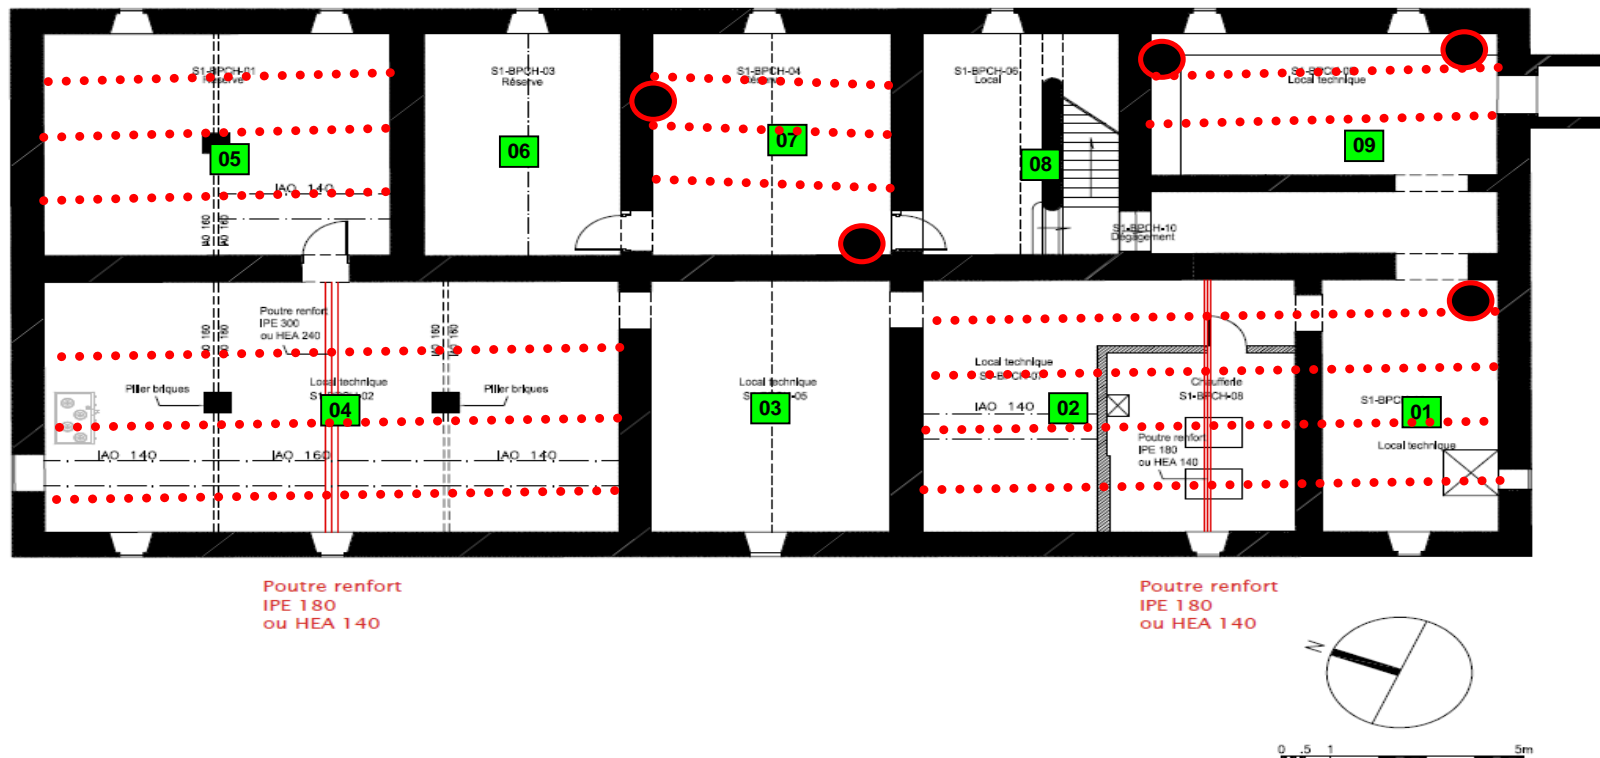 S1-BPCH-01
Réserve
S1-BPCH-03
Réserve
S1-BPCH-04
S1-BPCH-06
Local
Local technique
05
06
07
08
09
IAO 140
IAO 160
IAO 160
S1-BPCH-10
Dégagement
Poutre renfort
IPE 300
ou HEA 240
IAO 160
IAO 160
IAO 160
IAO 160
Pilier briques
Local technique
04
Pilier briques
Local technique
03
Local technique
S1-BPCH-07
02
Chaufferie
S1-BPCH-08
01
Local technique
IAO 140
Poutre renfort
IPE 180
ou HEA 140
IAO 140
IAO 160
IAO 140
Poutre renfort
IPE 180
ou HEA 140
Poutre renfort
IPE 180
ou HEA 140
N
0 .5 1 5m